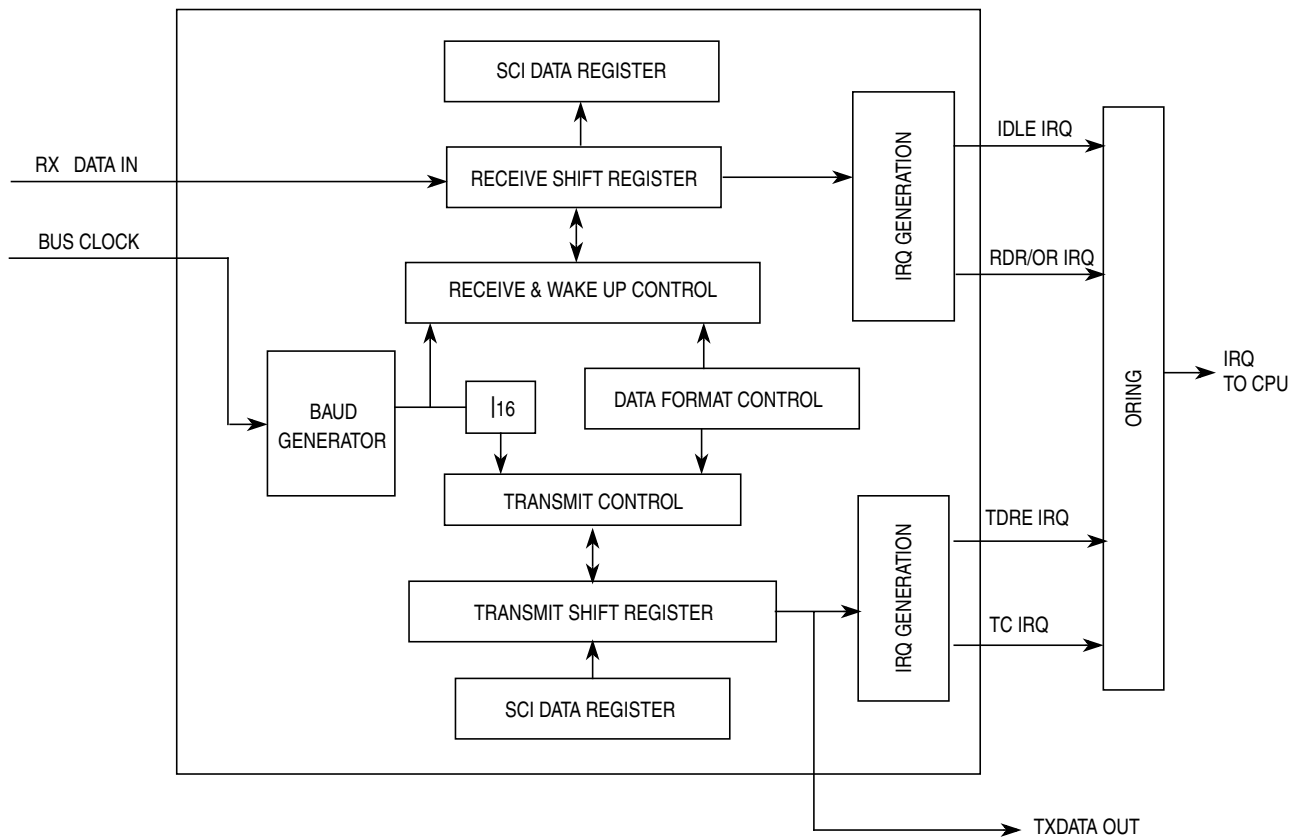 SCI DATA REGISTER
RX DATA IN
RECEIVE SHIFT REGISTER
IRQ GENERATION
IDLE IRQ
BUS CLOCK
RECEIVE & WAKE UP CONTROL
RDR/OR IRQ
BAUD
GENERATOR
|16
DATA FORMAT CONTROL
ORING
IRQ
TO CPU
TRANSMIT CONTROL
TRANSMIT SHIFT REGISTER
IRQ GENERATION
TDRE IRQ
TC IRQ
SCI DATA REGISTER
TXDATA OUT